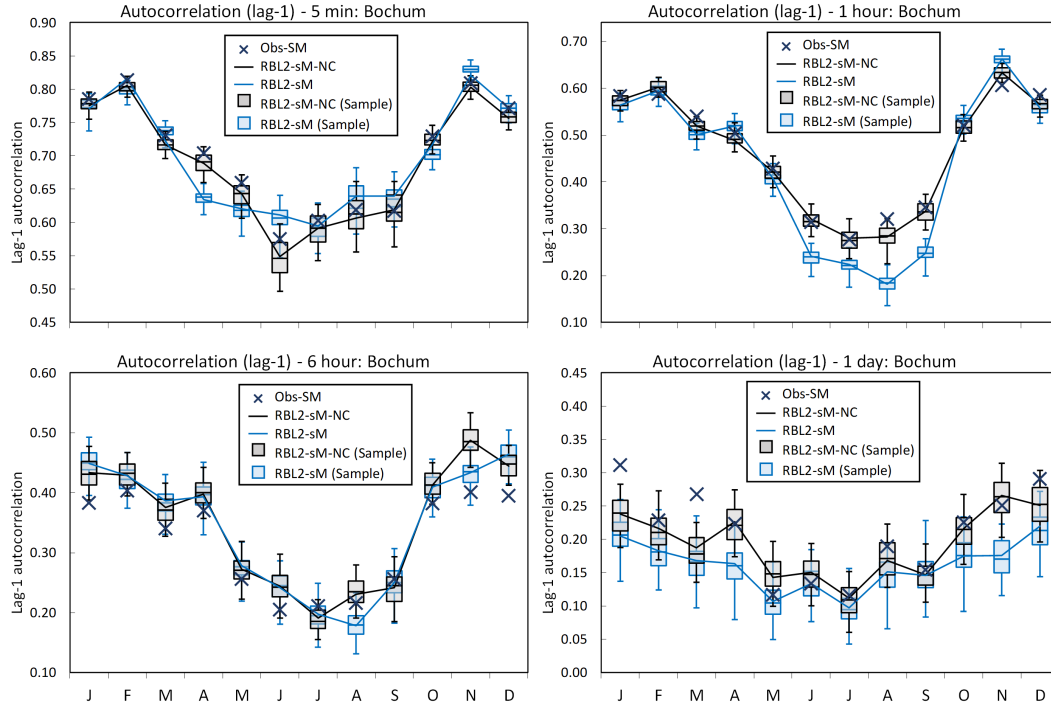 Autocorrelation (lag-1) - 5 min: Bochum
Lag-1 autocorrelation
0.90
0.85
0.80
0.75
0.70
0.65
0.60
0.55
0.50
0.45
Obs-SM
RBL2-sM-NC
RBL2-sM
RBL2-sM-NC (Sample)
RBL2-sM (Sample)
Autocorrelation (lag-1) - 1 hour: Bochum
Lag-1 autocorrelation
0.70
0.60
0.50
0.40
0.30
0.20
0.10
Obs-SM
RBL2-sM-NC
RBL2-sM
RBL2-sM-NC (Sample)
RBL2-sM (Sample)
Autocorrelation (lag-1) - 6 hour: Bochum
Lag-1 autocorrelation
0.60
0.50
0.40
0.30
0.20
0.10
Obs-SM
RBL2-sM-NC
RBL2-sM
RBL2-sM-NC (Sample)
RBL2-sM (Sample)
J F M A M J J A S O N D
Autocorrelation (lag-1) - 1 day: Bochum
Lag-1 autocorrelation
0.45
0.40
0.35
0.30
0.25
0.20
0.15
0.10
0.05
0.00
Obs-SM
RBL2-sM-NC
RBL2-sM
RBL2-sM-NC (Sample)
RBL2-sM (Sample)
J F M A M J J A S O N D